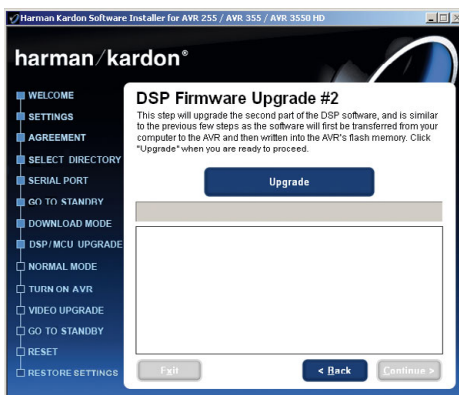 Harman Kardon Software Installer for AVR 255 / AVR 355 / AVR 3550 HD
harman/kardon®
WELCOME
SETTINGS
AGREEMENT
SELECT DIRECTORY
SERIAL PORT
GO TO STANDBY
DOWNLOAD MODE
DSP/MCU UPGRADE
NORMAL MODE
TURN ON AVR
VIDEO UPGRADE
GO TO STANDBY
RESET
RESTORE SETTINGS
DSP Firmware Upgrade #2
This step will upgrade the second part of the DSP software, and is similar
to the previous few steps as the software will first be transferred from your
computer to the AVR and then written into the AVR's flash memory. Click
"Upgrade" when you are ready to proceed.
Upgrade
Exit
< Back
Continue >